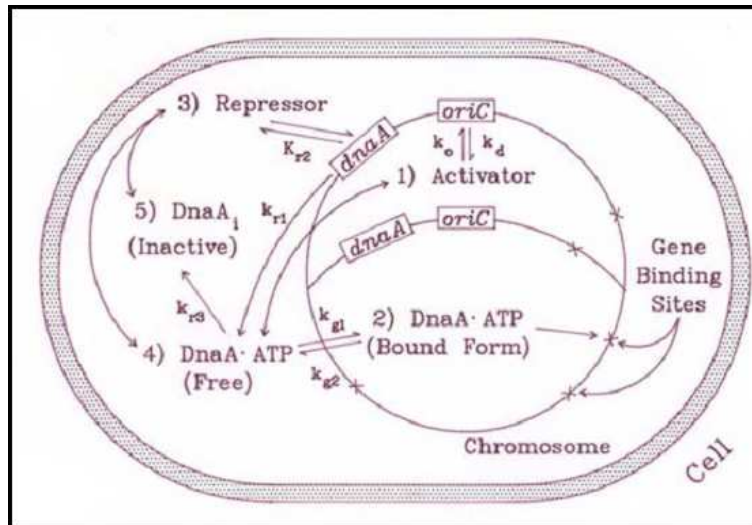 3) Repressor
K_r2
dnaA
oriC
k_o
k_d
1) Activator
5) DnaA_i
(Inactive)
k_r1
dnaA
oriC
Gene
Binding
Sites
k_r3
k_g1
2) DnaA·ATP
(Bound Form)
4) DnaA·ATP
(Free)
k_g2
Chromosome
Cell